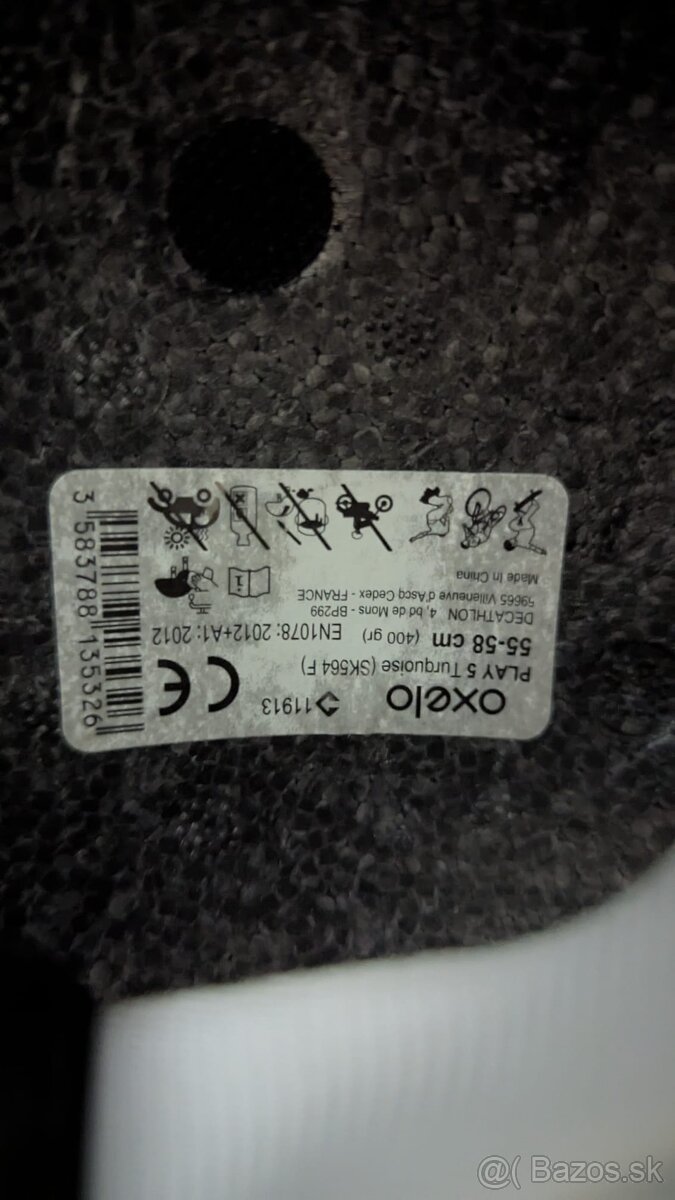 oxelo 11913 CE
PLAY 5 Turquoise (SK564 F)
55-58 cm (400 gr) EN1078: 2012+A1: 2012
DECATHLON 4, bd de Mons - BP299
59665 Villeneuve d'Ascq Cedex - FRANCE
Made In China
3 583788 135326
@( Bazos.sk